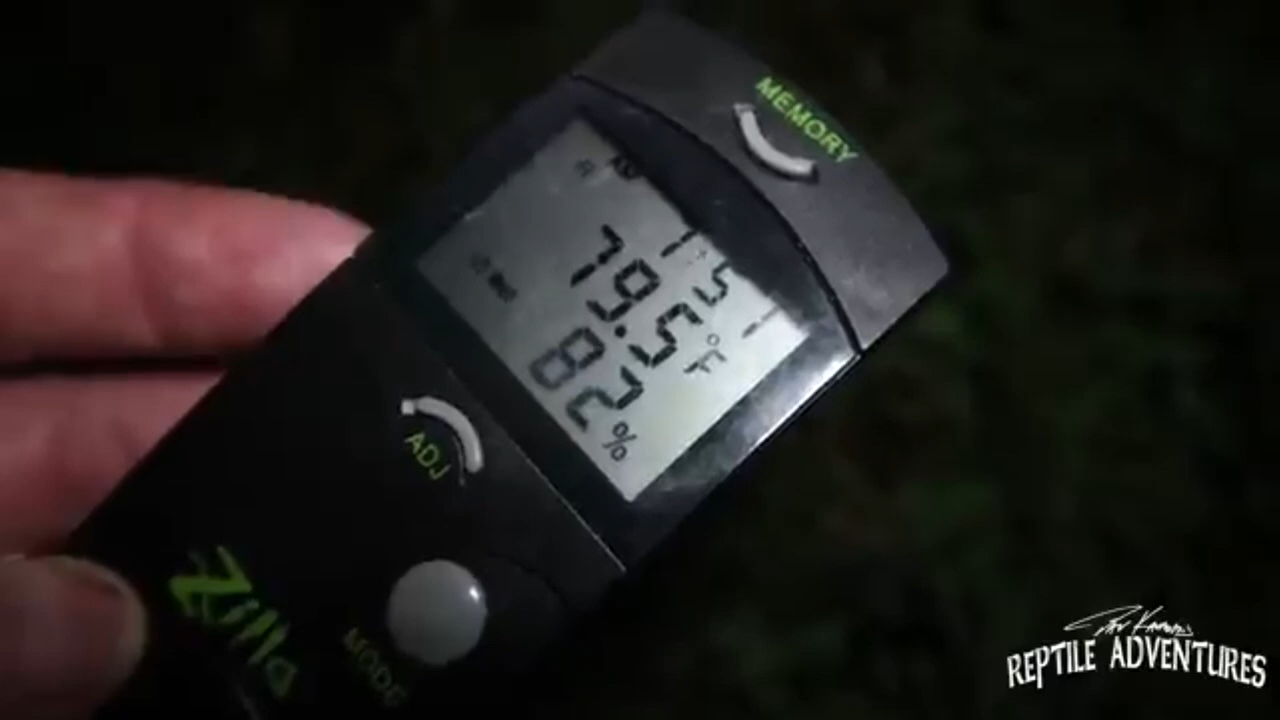 MEMORY
79.5°F
82%
ADJ
MODE
Zilla
REPTILE ADVENTURES